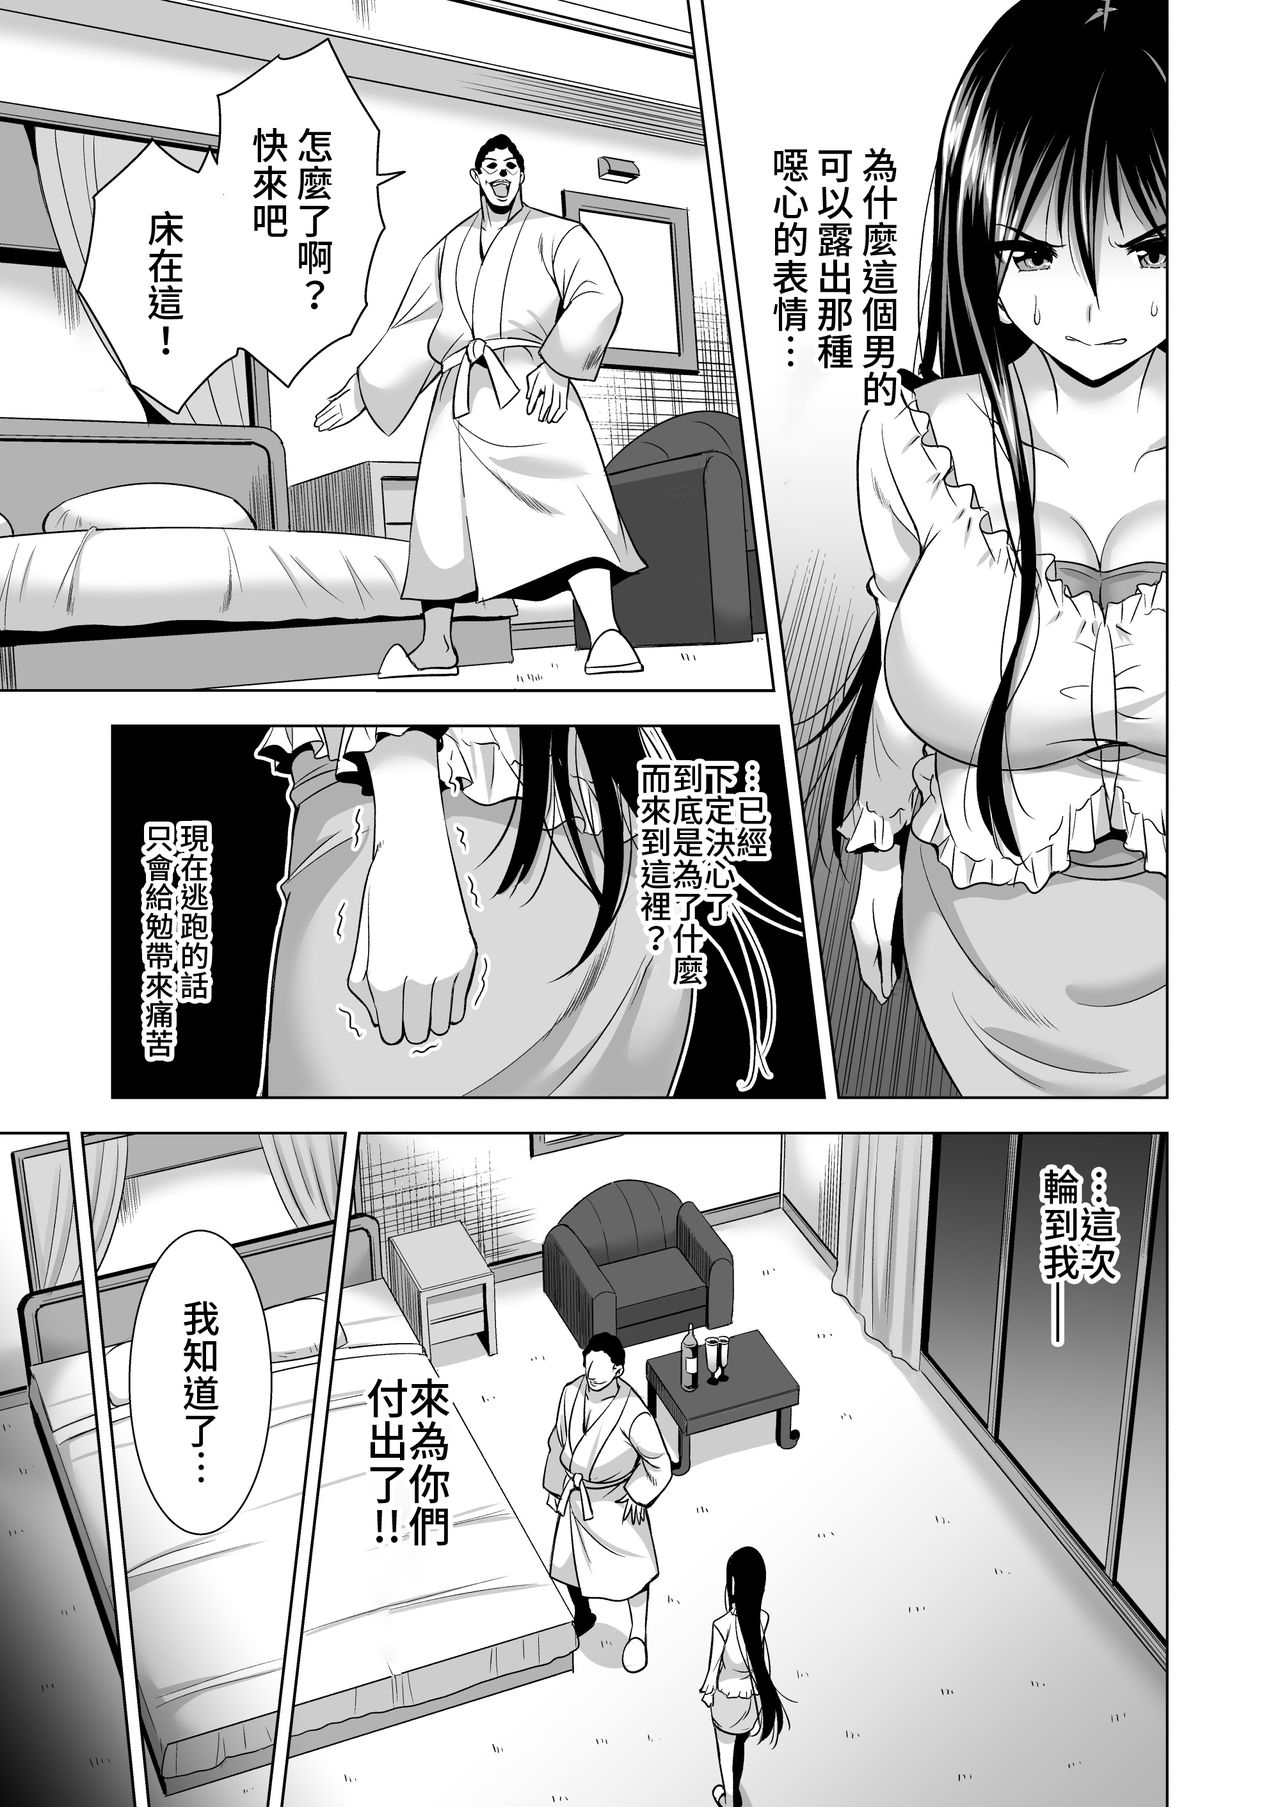 為什麼這個男的
可以露出那種
噁心的表情…
怎麼了啊？
快來吧
床在這！
…已經
下定決心了
到底是為了什麼
而來到這裡？
現在逃跑的話
只會給勉帶來痛苦
…這次
輪到我──
來為你們
付出了!!
我知道了…